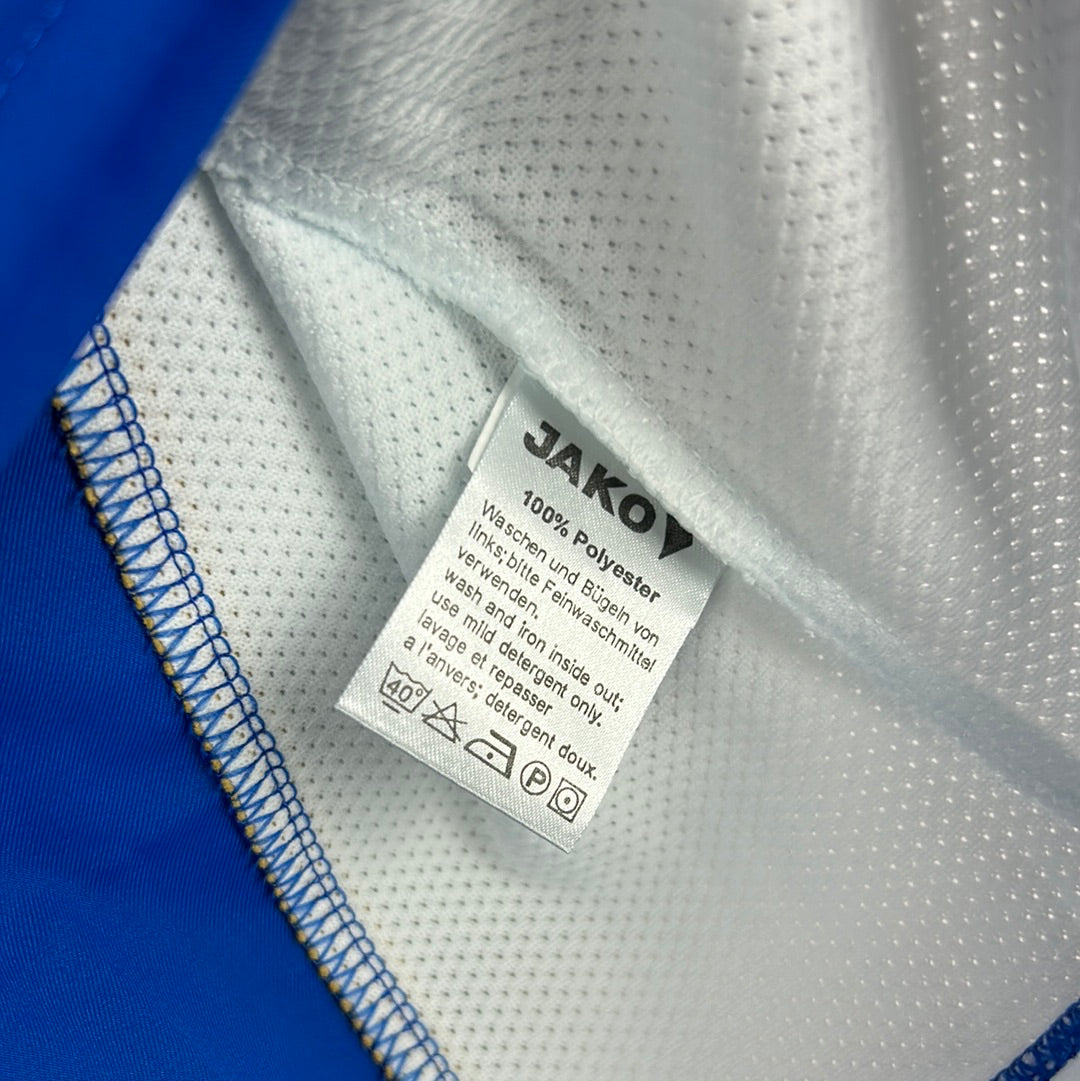 JAKO
100% Polyester
Waschen und Bügeln von
links; bitte Feinwaschmittel
verwenden.
wash and iron inside out;
use mild detergent only.
lavage et repasser
a l'anvers; detergent doux.
40° P